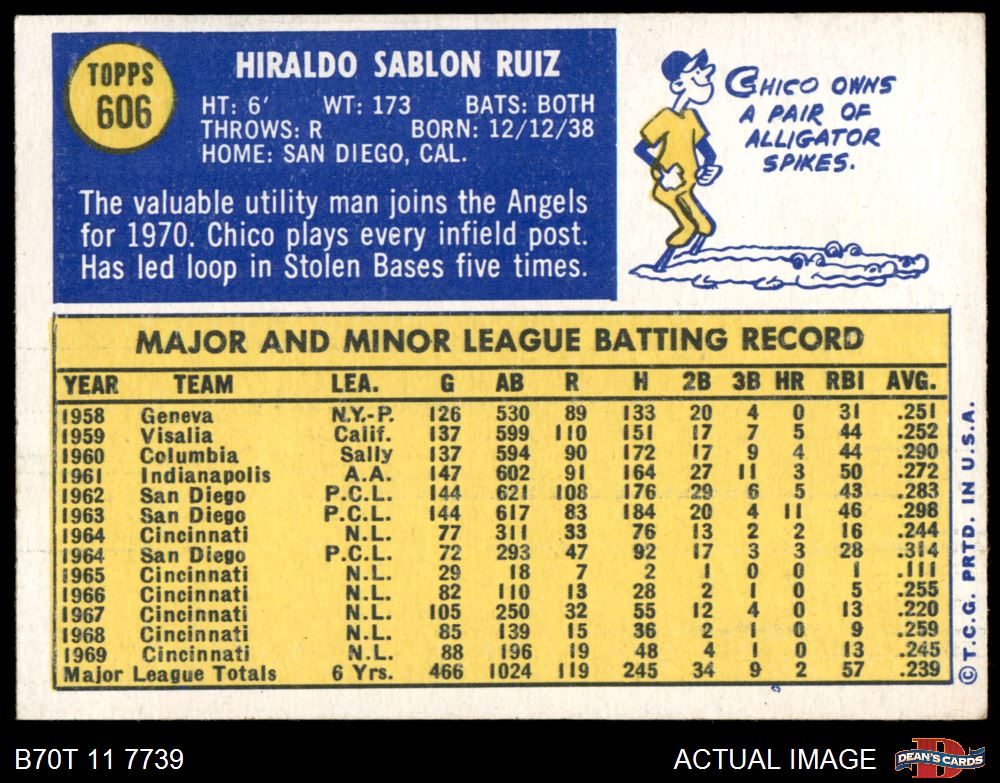 TOPPS
606
HIRALDO SABLON RUIZ
HT: 6′ WT: 173 BATS: BOTH
THROWS: R BORN: 12/12/38
HOME: SAN DIEGO, CAL.
The valuable utility man joins the Angels
for 1970. Chico plays every infield post.
Has led loop in Stolen Bases five times.
CHICO OWNS
A PAIR OF
ALLIGATOR
SPIKES.
MAJOR AND MINOR LEAGUE BATTING RECORD
YEAR TEAM LEA. G AB R H 2B 3B HR RBI AVG.
1958 Geneva N.Y.-P. 126 530 89 133 20 4 0 31 .251
1959 Visalia Calif. 137 599 110 151 17 7 5 44 .252
1960 Columbia Sally 137 594 90 172 17 9 4 44 .290
1961 Indianapolis A.A. 147 602 91 164 27 11 3 50 .272
1962 San Diego P.C.L. 144 621 108 176 29 6 5 43 .283
1963 San Diego P.C.L. 144 617 83 184 20 4 11 46 .298
1964 Cincinnati N.L. 77 311 33 76 13 2 2 16 .244
1964 San Diego P.C.L. 72 293 47 92 17 3 3 28 .314
1965 Cincinnati N.L. 29 18 7 2 1 0 0 1 .111
1966 Cincinnati N.L. 82 110 13 28 2 1 0 5 .255
1967 Cincinnati N.L. 105 250 32 55 12 4 0 13 .220
1968 Cincinnati N.L. 85 139 15 36 2 1 0 9 .259
1969 Cincinnati N.L. 88 196 19 48 4 1 0 13 .245
Major League Totals 6 Yrs. 466 1024 119 245 34 9 2 57 .239
© T.C.G. PRTD. IN U.S.A.
B70T 11 7739
ACTUAL IMAGE
D
DEAN'S CARDS